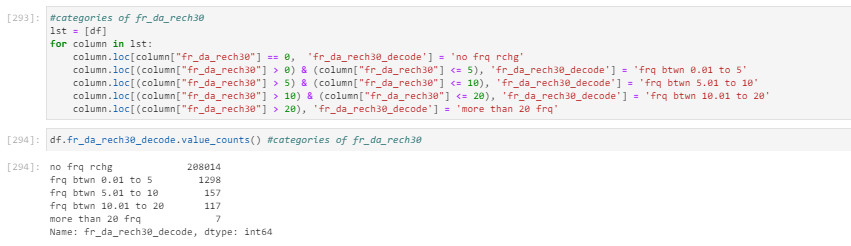 [293]: #categories of fr_da_rech30
lst = [df]
for column in lst:
    column.loc[column["fr_da_rech30"] == 0,  'fr_da_rech30_decode'] = 'no frq rchg'
    column.loc[(column["fr_da_rech30"] > 0) & (column["fr_da_rech30"] <= 5), 'fr_da_rech30_decode'] = 'frq btwn 0.01 to 5'
    column.loc[(column["fr_da_rech30"] > 5) & (column["fr_da_rech30"] <= 10), 'fr_da_rech30_decode'] = 'frq btwn 5.01 to 10'
    column.loc[(column["fr_da_rech30"] > 10) & (column["fr_da_rech30"] <= 20), 'fr_da_rech30_decode'] = 'frq btwn 10.01 to 20'
    column.loc[(column["fr_da_rech30"] > 20), 'fr_da_rech30_decode'] = 'more than 20 frq'
[294]: df.fr_da_rech30_decode.value_counts() #categories of fr_da_rech30
[294]: no frq rchg             208014
frq btwn 0.01 to 5        1298
frq btwn 5.01 to 10        157
frq btwn 10.01 to 20       117
more than 20 frq             7
Name: fr_da_rech30_decode, dtype: int64